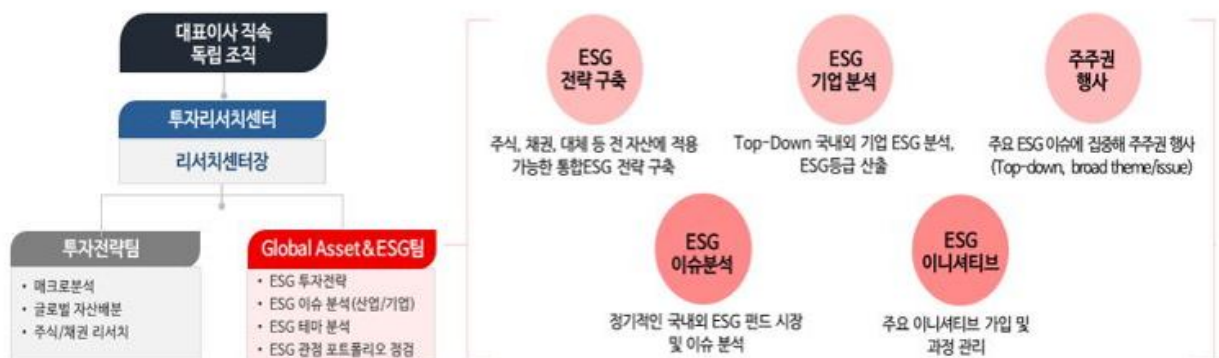 대표이사 직속
독립 조직
투자리서치센터
리서치센터장
투자전략팀
• 매크로분석
• 글로벌 자산배분
• 주식/채권 리서치
Global Asset&ESG팀
• ESG 투자전략
• ESG 이슈 분석(산업/기업)
• ESG 테마 분석
• ESG 관점 포트폴리오 점검
ESG
전략 구축
주식, 채권, 대체 등 전 자산에 적용
가능한 통합ESG 전략 구축
ESG
기업 분석
Top-Down 국내외 기업 ESG 분석,
ESG등급 산출
주주권
행사
주요 ESG 이슈에 집중해 주주권 행사
(Top-down, broad theme/issue)
ESG
이슈분석
정기적인 국내외 ESG 펀드 시장
및 이슈 분석
ESG
이니셔티브
주요 이니셔티브 가입 및
과정 관리